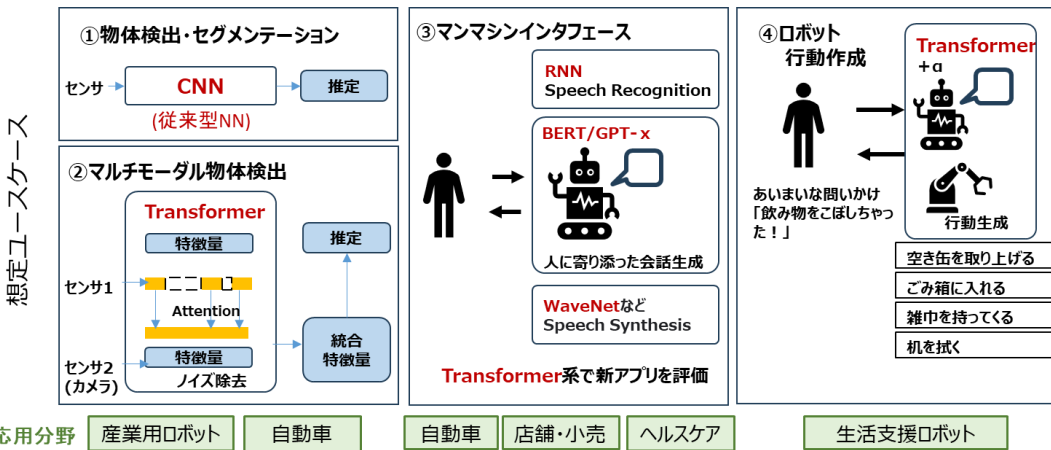 想定ユースケース
①物体検出・セグメンテーション
センサ
CNN
推定
(従来型NN)
②マルチモーダル物体検出
Transformer
特徴量
推定
センサ1
Attention
センサ2
(カメラ)
特徴量
ノイズ除去
統合
特徴量
③マンマシンインタフェース
RNN
Speech Recognition
BERT/GPT-x
人に寄り添った会話生成
WaveNetなど
Speech Synthesis
Transformer系で新アプリを評価
④ロボット
行動作成
Transformer
+α
あいまいな問いかけ
「飲み物をこぼしちゃっ
た！」
行動生成
空き缶を取り上げる
ごみ箱に入れる
雑巾を持ってくる
机を拭く
応用分野
産業用ロボット
自動車
自動車
店舗・小売
ヘルスケア
生活支援ロボット